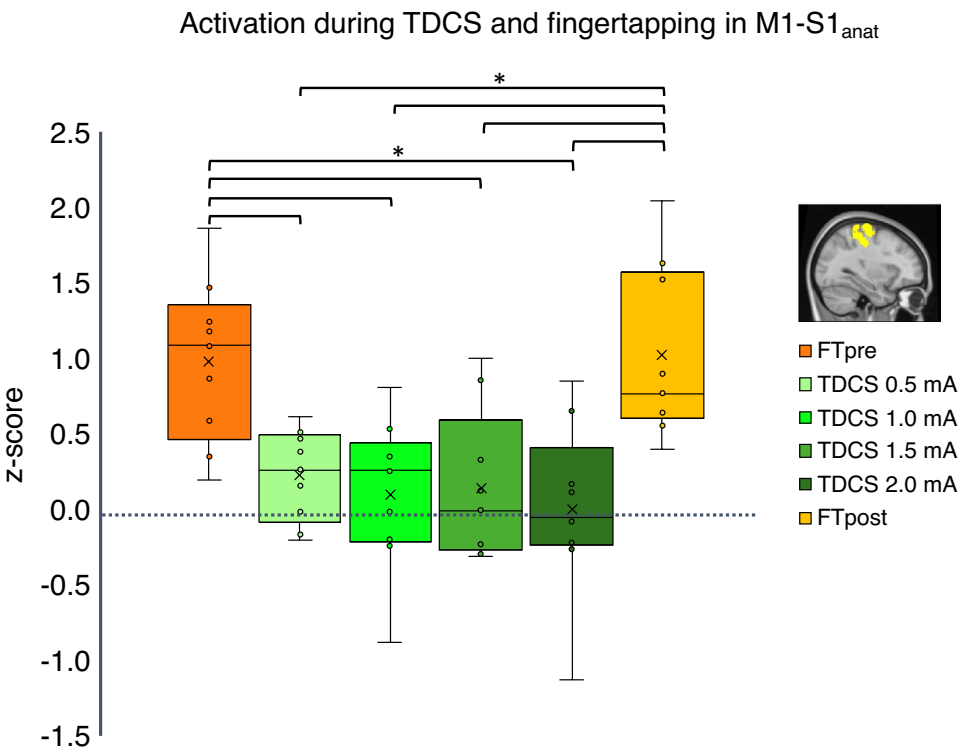 Activation during TDCS and fingertapping in M1-S1anat
*
*
2.5
2.0
1.5
1.0
0.5
0.0
-0.5
-1.0
-1.5
z-score
FTpre
TDCS 0.5 mA
TDCS 1.0 mA
TDCS 1.5 mA
TDCS 2.0 mA
FTpost